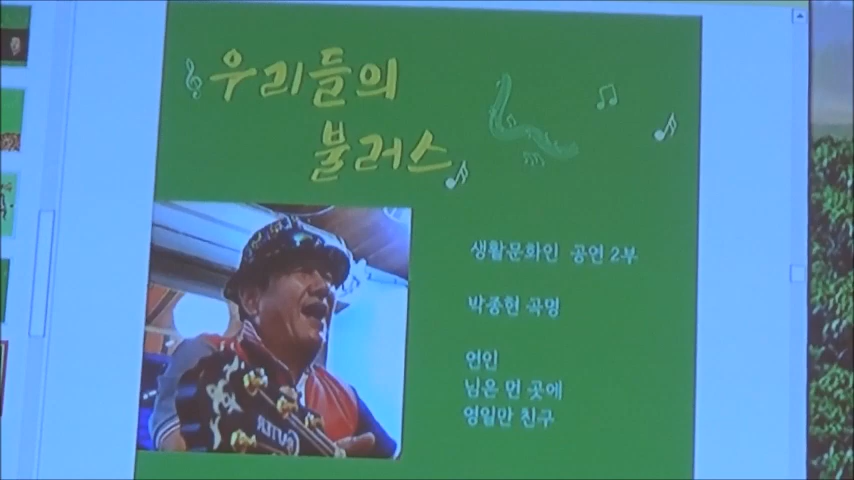 우리들의
불러스
생활문화인 공연 2부
박종현 곡명
연인
님은 먼 곳에
영일만 친구